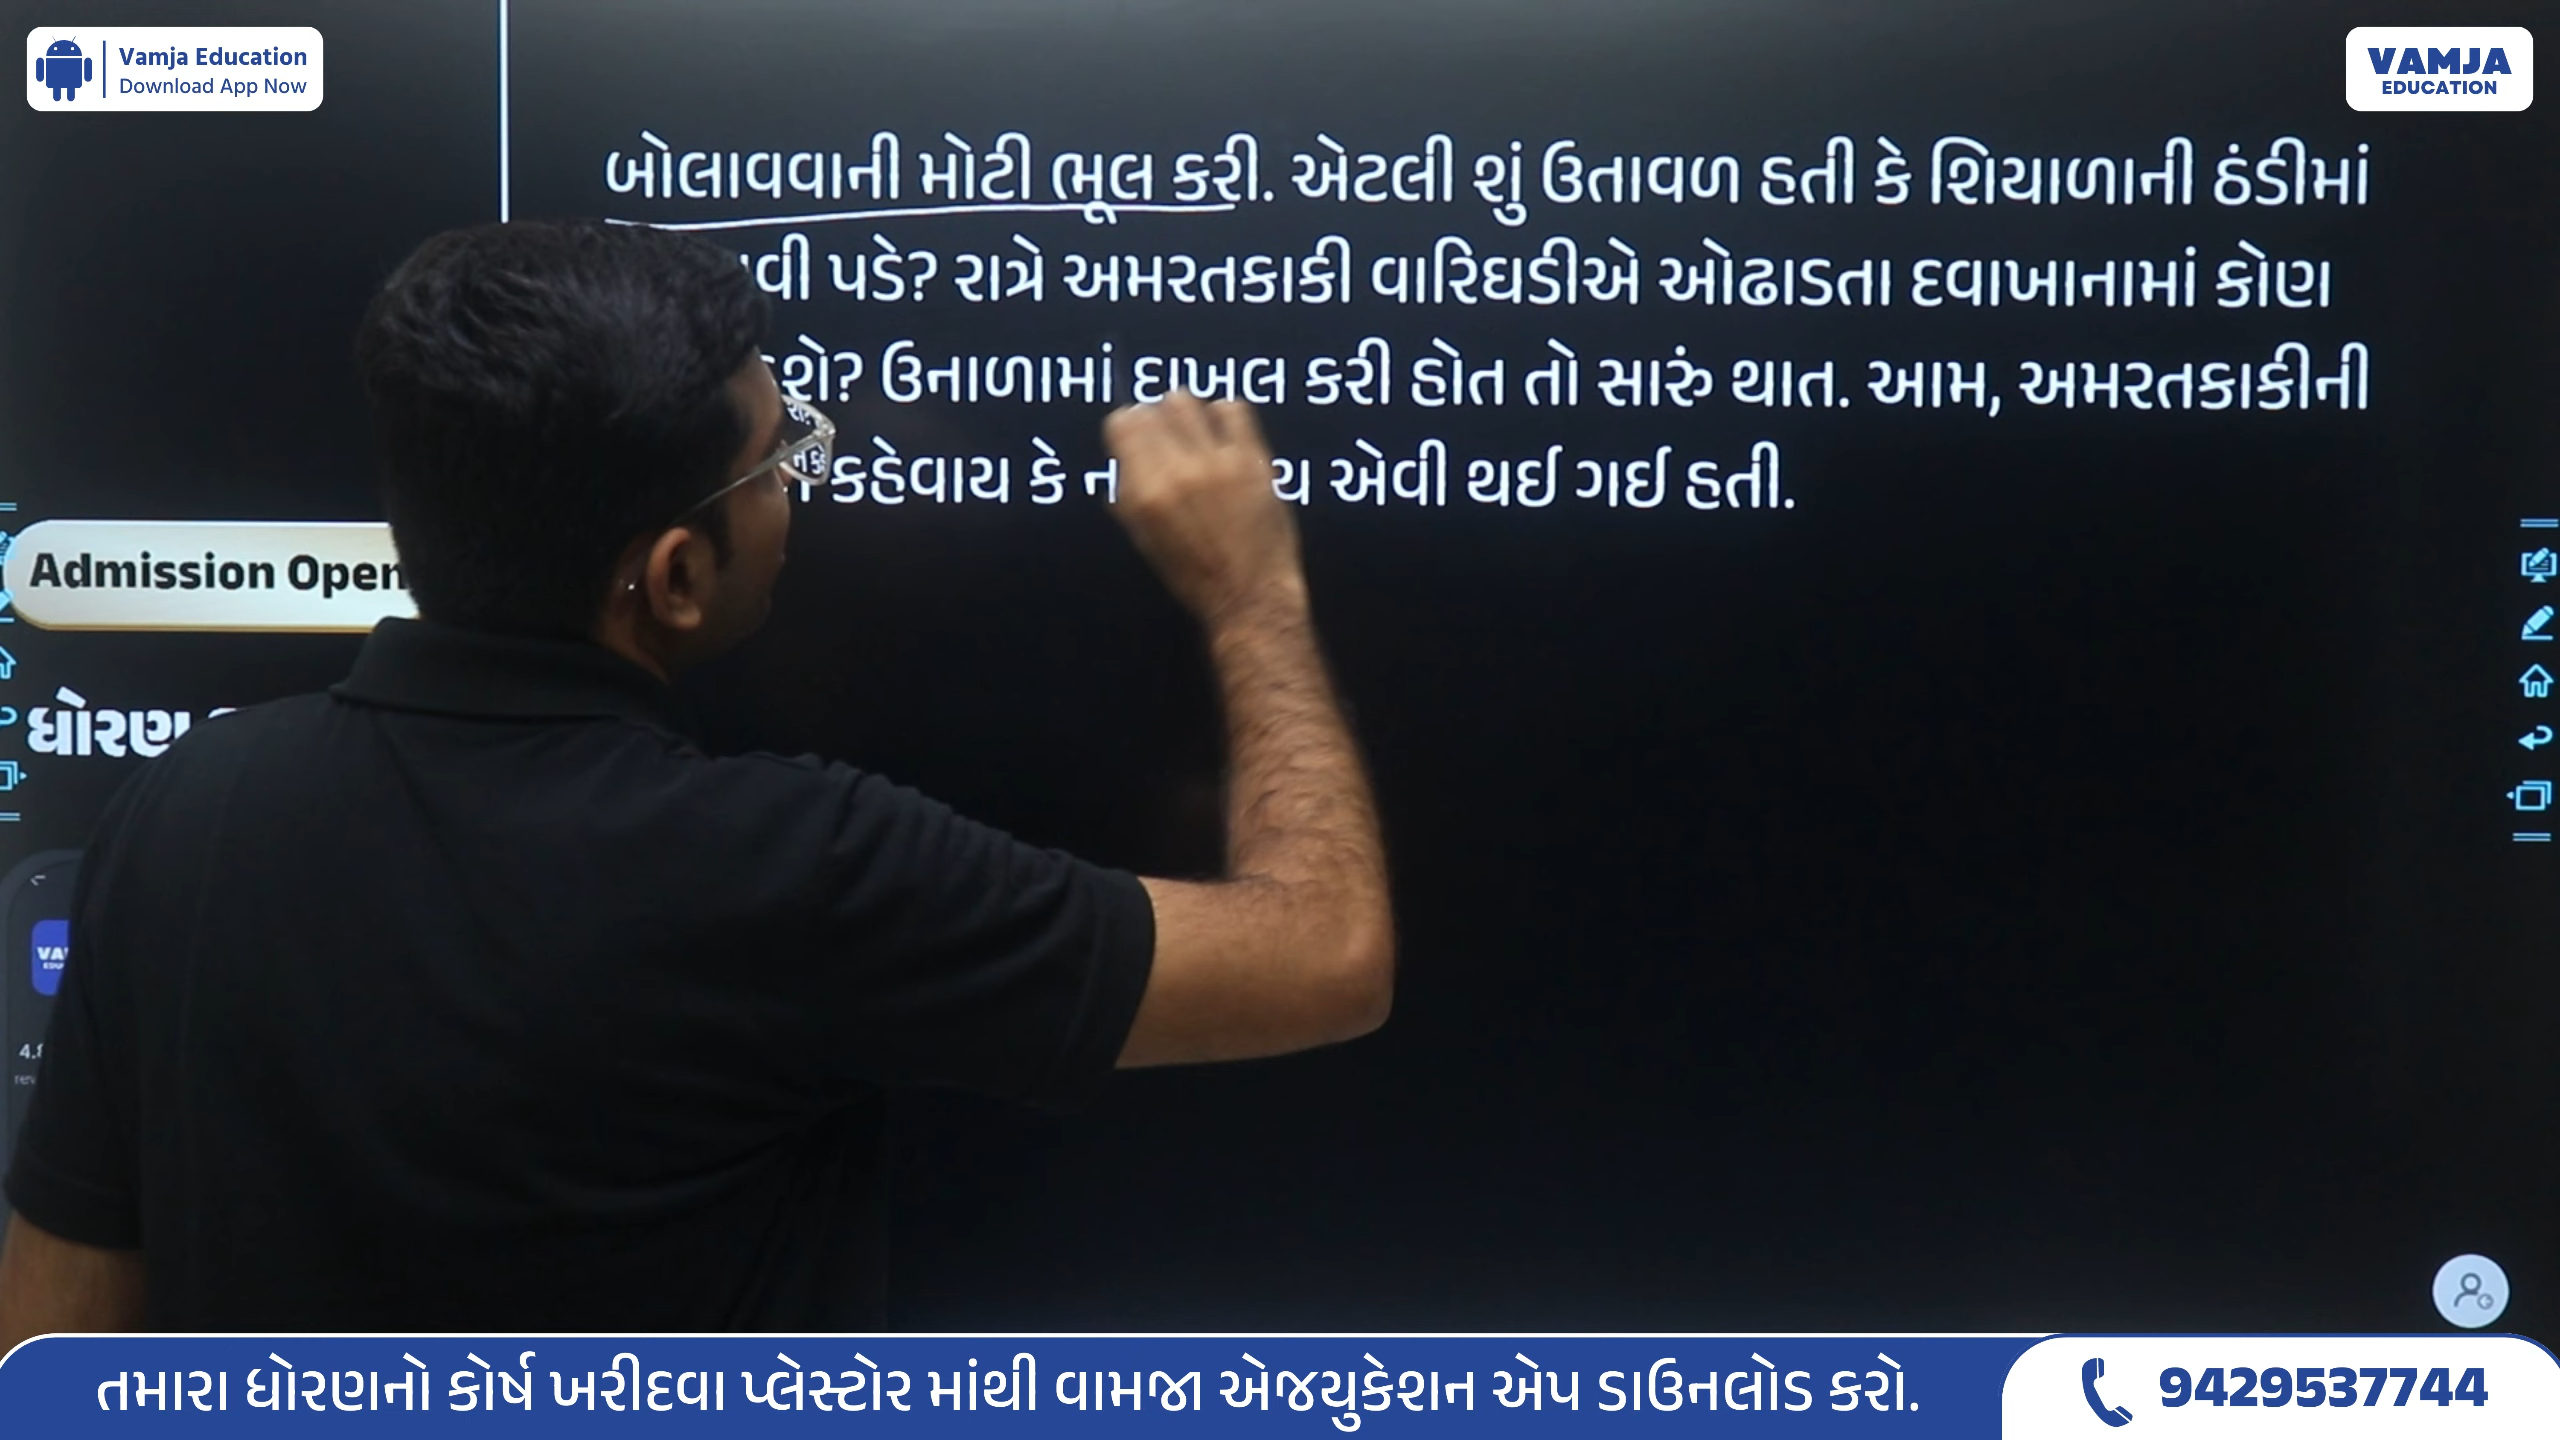 Vamja Education
Download App Now
VAMJA
EDUCATION
બોલાવવાની મોટી ભૂલ કરી. એટલી શું ઉતાવળ હતી કે શિયાળાની ઠંડીમાં
પડે? રાત્રે અમરતકાકી વારેઘડીએ ઓઢાડતા દવાખાનામાં કોણ
ઉનાળામાં દાખલ કરી હોત તો સારું થાત. આમ, અમરતકાકીની
કહેવાય કે એવી થઈ ગઈ હતી.
Admission Open
ધોરણ
તમારા ધોરણનો કોર્ષ ખરીદવા પ્લેસ્ટોર માંથી વામજા એજયુકેશન એપ ડાઉનલોડ કરો.
9429537744